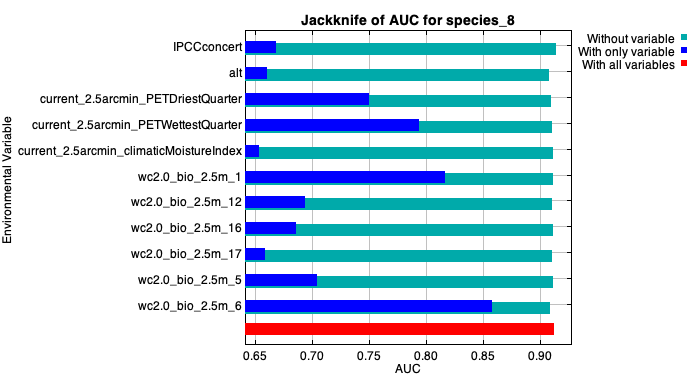 Jackknife of AUC for species_8
Without variable
With only variable
With all variables
Environmental Variable
IPCCconcert
alt
current_2.5arcmin_PETDriestQuarter
current_2.5arcmin_PETWettestQuarter
current_2.5arcmin_climaticMoistureIndex
wc2.0_bio_2.5m_1
wc2.0_bio_2.5m_12
wc2.0_bio_2.5m_16
wc2.0_bio_2.5m_17
wc2.0_bio_2.5m_5
wc2.0_bio_2.5m_6
0.65 0.70 0.75 0.80 0.85 0.90
AUC